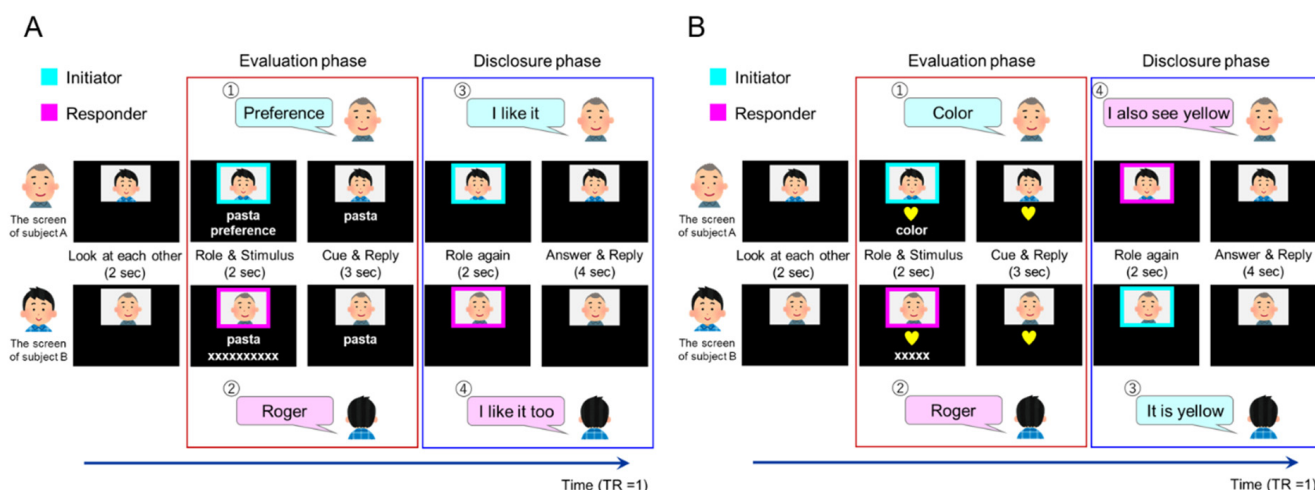 A
Evaluation phase
Disclosure phase
Initiator
Responder
①
Preference
③
I like it
The screen
of subject A
pasta
preference
pasta
Look at each other
(2 sec)
Role & Stimulus
(2 sec)
Cue & Reply
(3 sec)
Role again
(2 sec)
Answer & Reply
(4 sec)
The screen
of subject B
pasta
xxxxxxxxxx
pasta
②
Roger
④
I like it too
Time (TR =1)
B
Evaluation phase
Disclosure phase
Initiator
Responder
①
Color
④
I also see yellow
The screen
of subject A
color
Look at each other
(2 sec)
Role & Stimulus
(2 sec)
Cue & Reply
(3 sec)
Role again
(2 sec)
Answer & Reply
(4 sec)
The screen
of subject B
xxxxx
②
Roger
③
It is yellow
Time (TR =1)